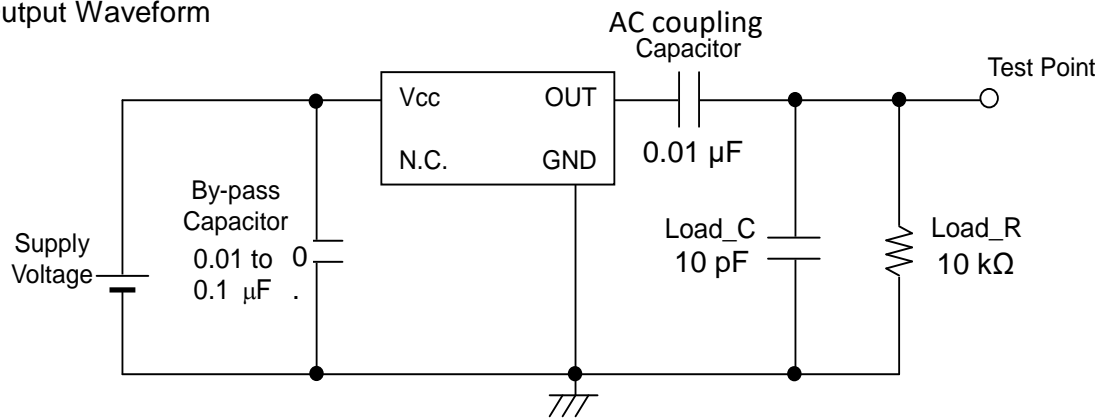 utput Waveform
AC coupling
Capacitor
Test Point
Vcc
OUT
N.C.
GND
0.01 µF
By-pass
Capacitor
0.01 to 0
0.1 μF .
Supply
Voltage
Load_C
10 pF
Load_R
10 kΩ